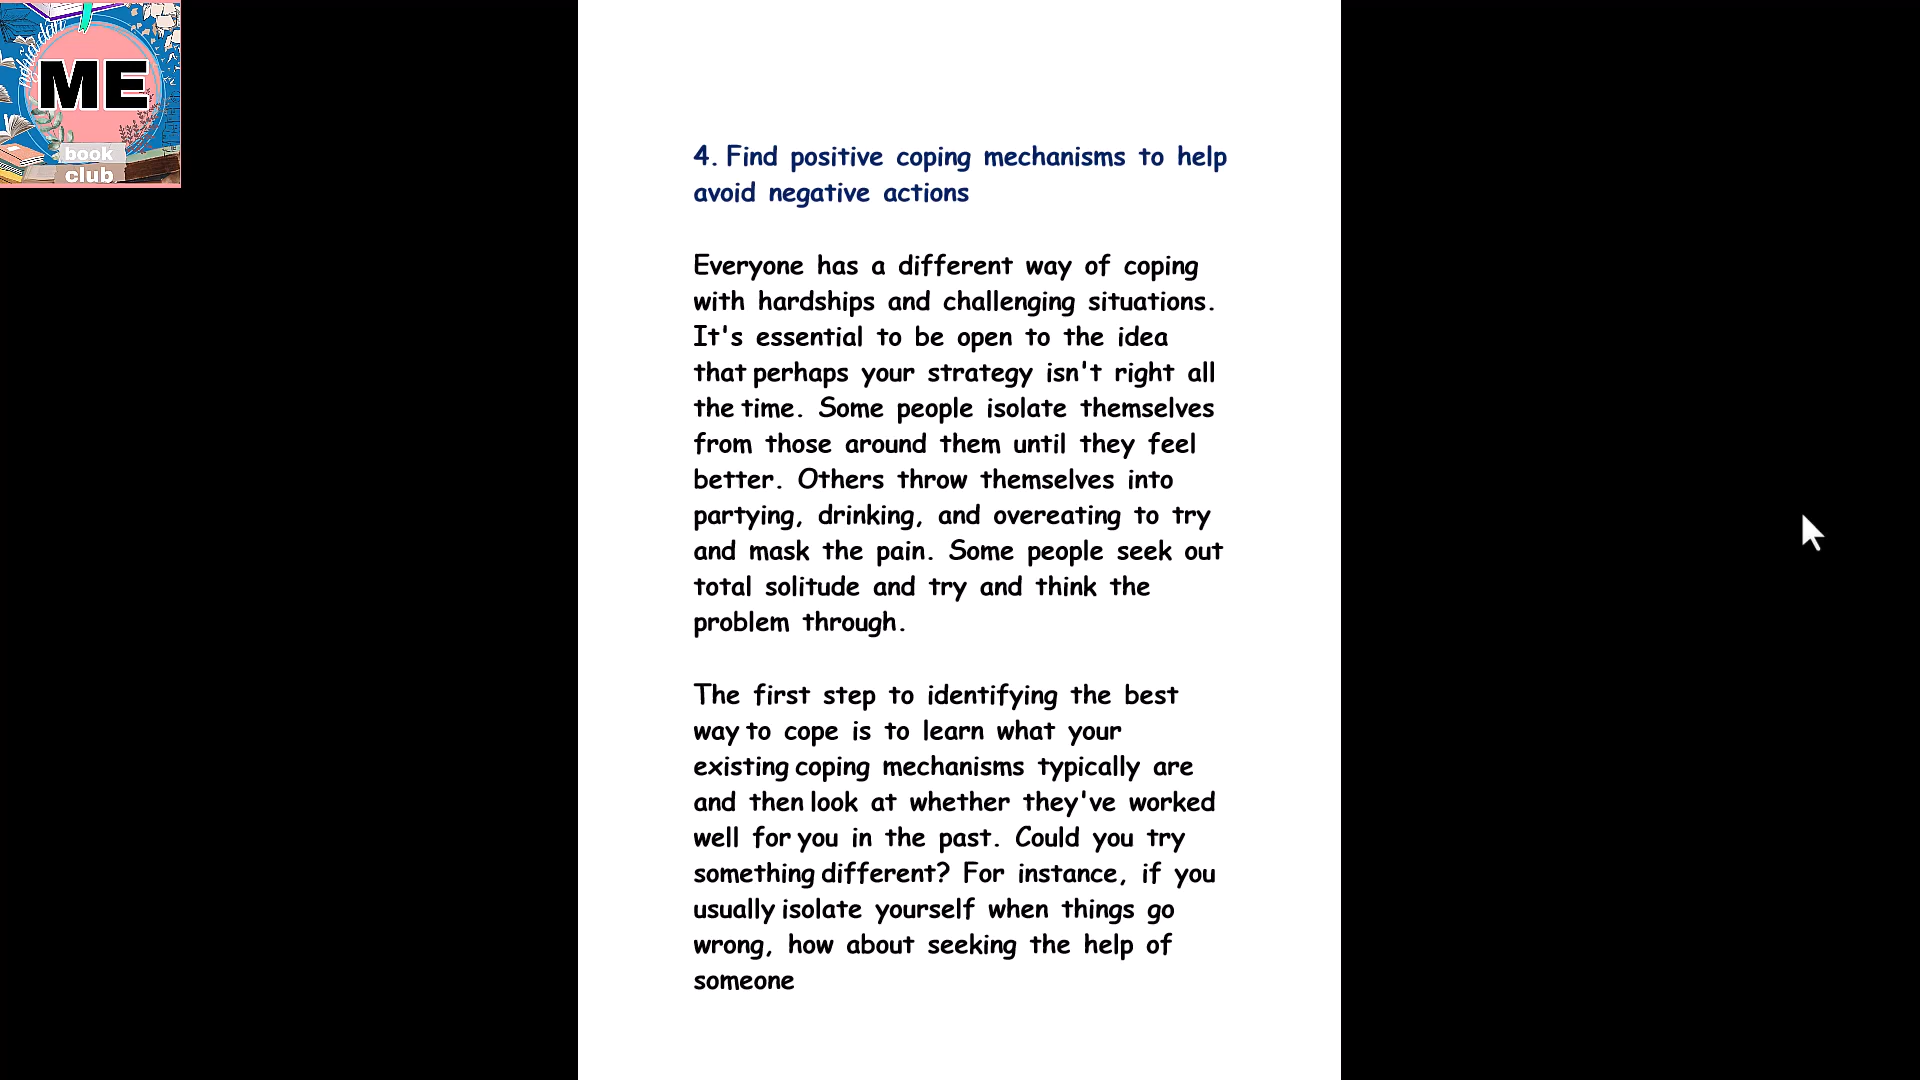 ME
book
club
4. Find positive coping mechanisms to help
avoid negative actions
Everyone has a different way of coping
with hardships and challenging situations.
It's essential to be open to the idea
that perhaps your strategy isn't right all
the time. Some people isolate themselves
from those around them until they feel
better. Others throw themselves into
partying, drinking, and overeating to try
and mask the pain. Some people seek out
total solitude and try and think the
problem through.
The first step to identifying the best
way to cope is to learn what your
existing coping mechanisms typically are
and then look at whether they've worked
well for you in the past. Could you try
something different? For instance, if you
usually isolate yourself when things go
wrong, how about seeking the help of
someone